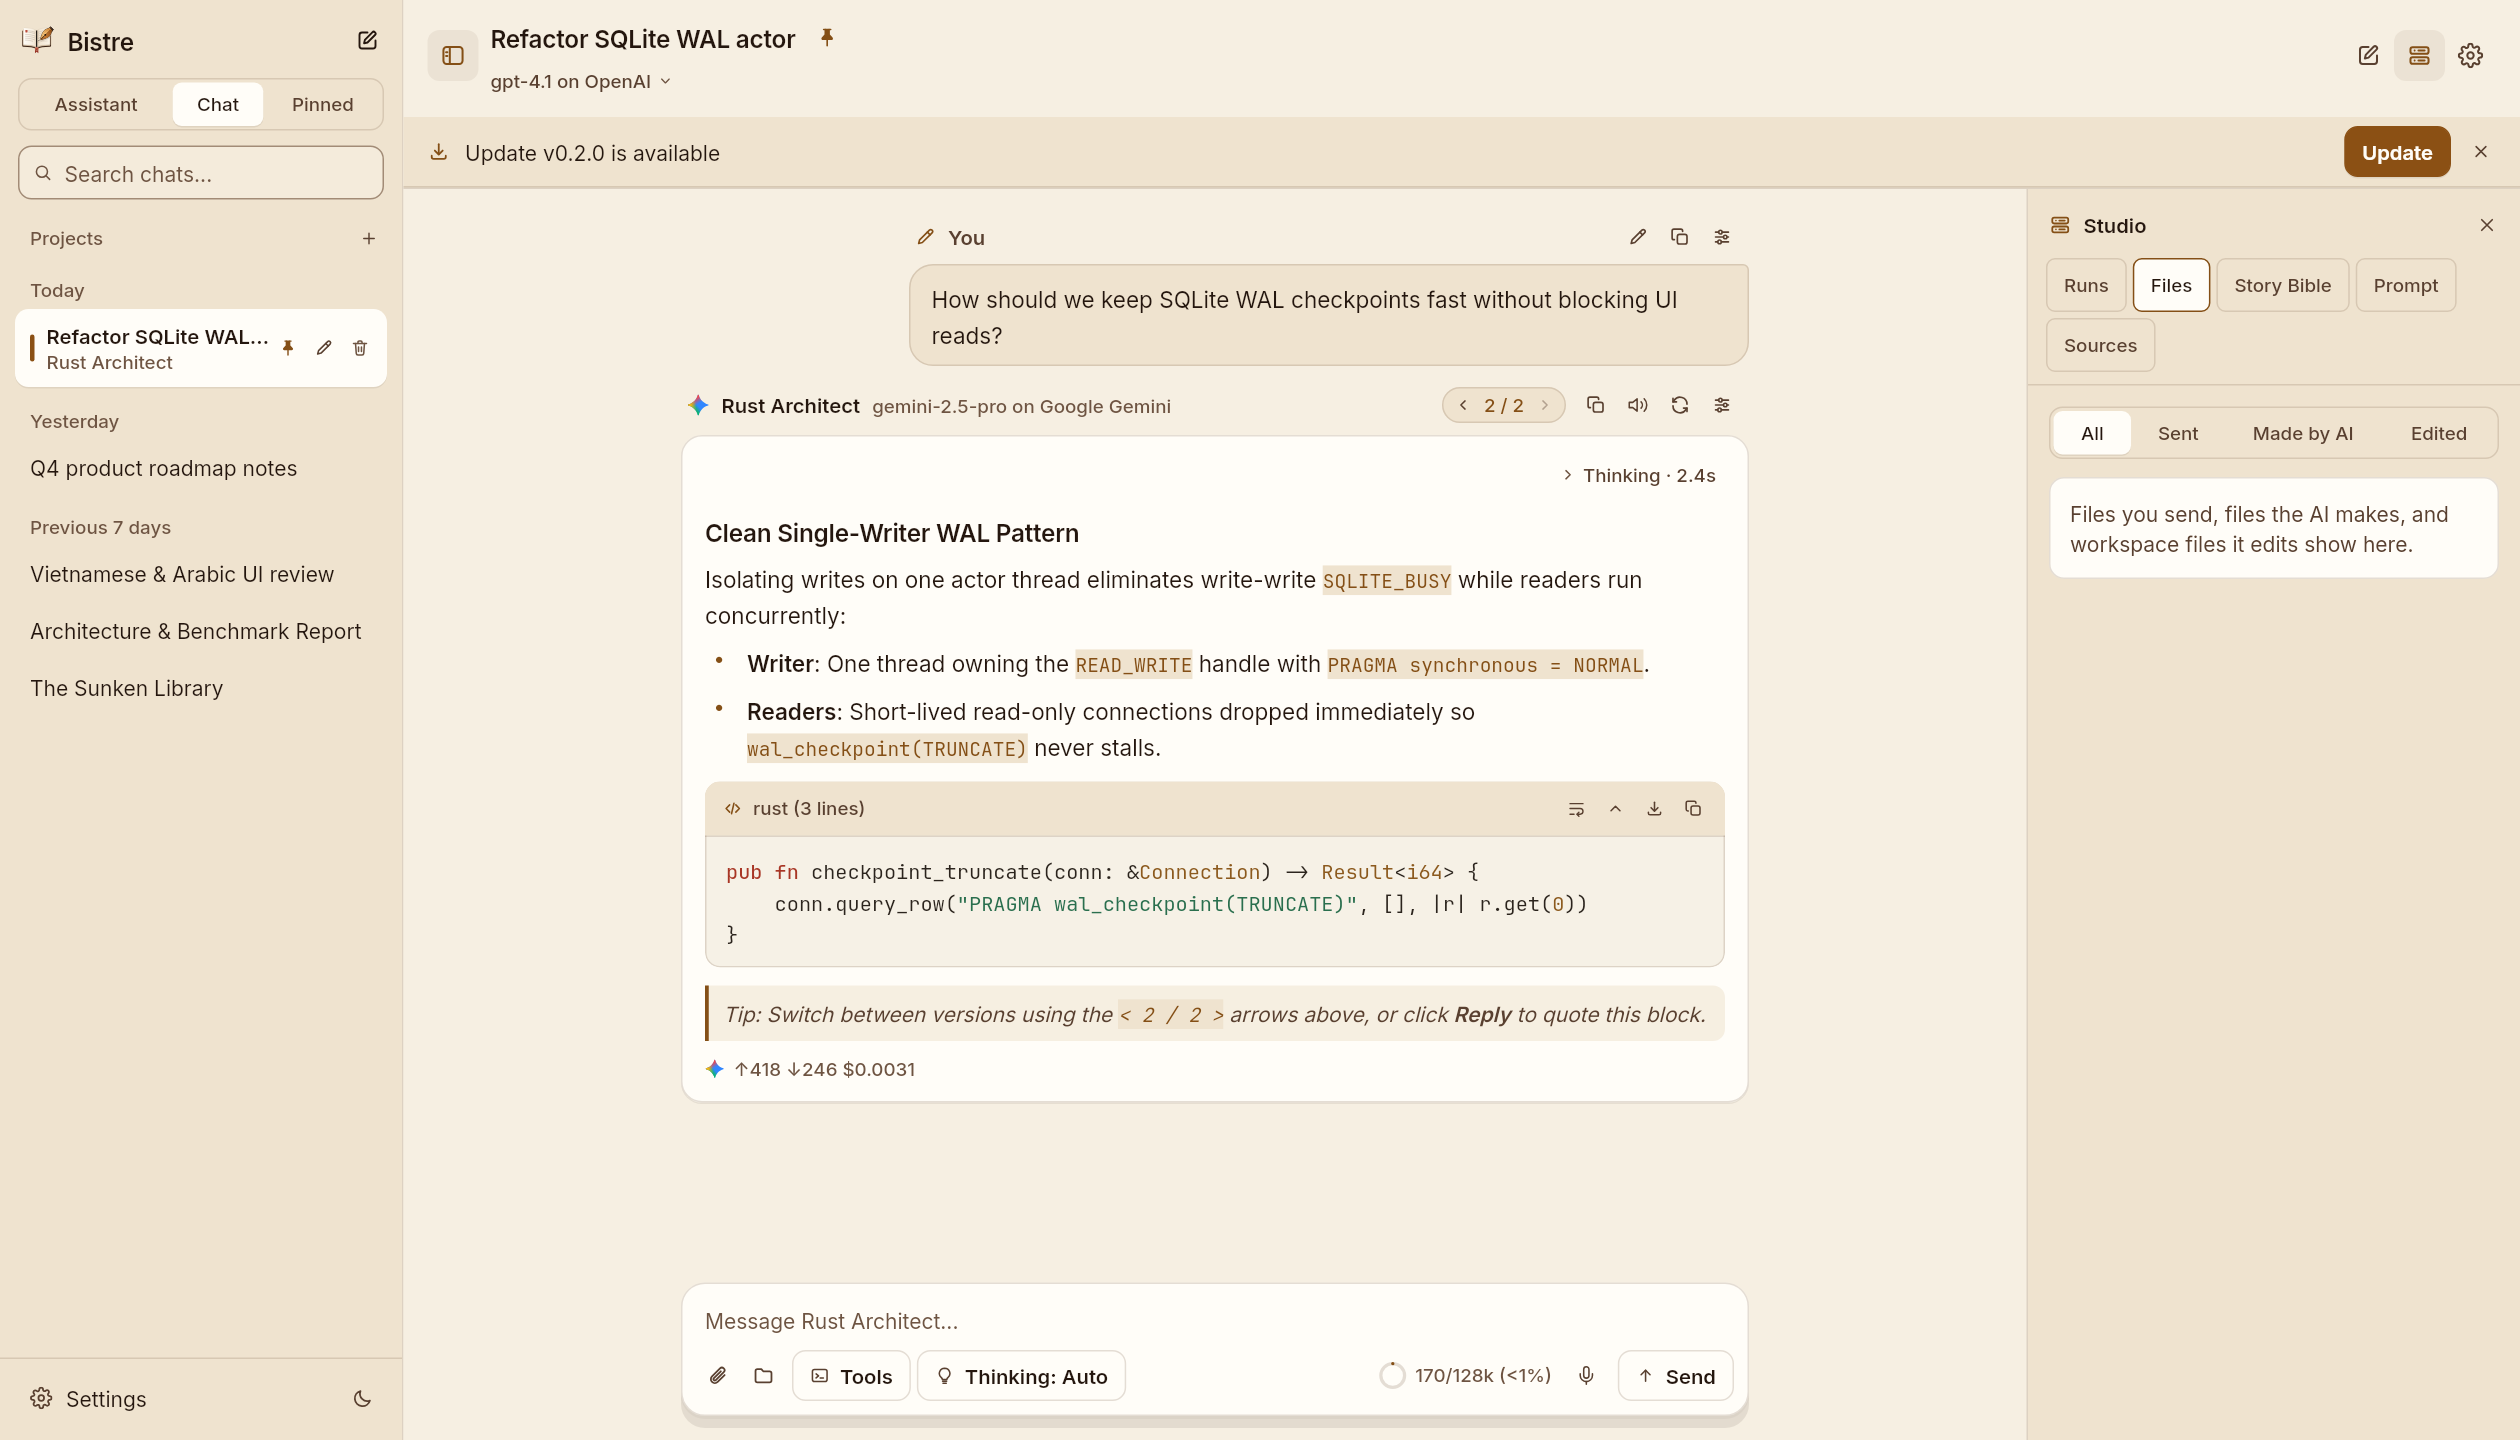 Bistre
Assistant
Chat
Pinned
Search chats...
Projects
Today
Refactor SQLite WAL...
Rust Architect
Yesterday
Q4 product roadmap notes
Previous 7 days
Vietnamese & Arabic UI review
Architecture & Benchmark Report
The Sunken Library
Settings
Refactor SQLite WAL actor
gpt-4.1 on OpenAI
Update v0.2.0 is available
Update
You
How should we keep SQLite WAL checkpoints fast without blocking UI
reads?
Rust Architect gemini-2.5-pro on Google Gemini
2 / 2
Thinking · 2.4s
Clean Single-Writer WAL Pattern
Isolating writes on one actor thread eliminates write-write SQLITE_BUSY while readers run
concurrently:
• Writer: One thread owning the READ_WRITE handle with PRAGMA synchronous = NORMAL.
• Readers: Short-lived read-only connections dropped immediately so
wal_checkpoint(TRUNCATE) never stalls.
rust (3 lines)
pub fn checkpoint_truncate(conn: &Connection) -> Result<i64> {
    conn.query_row("PRAGMA wal_checkpoint(TRUNCATE)", [], |r| r.get(0))
}
Tip: Switch between versions using the < 2 / 2 > arrows above, or click Reply to quote this block.
↑418 ↓246 $0.0031
Message Rust Architect...
Tools
Thinking: Auto
170/128k (<1%)
Send
Studio
Runs
Files
Story Bible
Prompt
Sources
All
Sent
Made by AI
Edited
Files you send, files the AI makes, and
workspace files it edits show here.